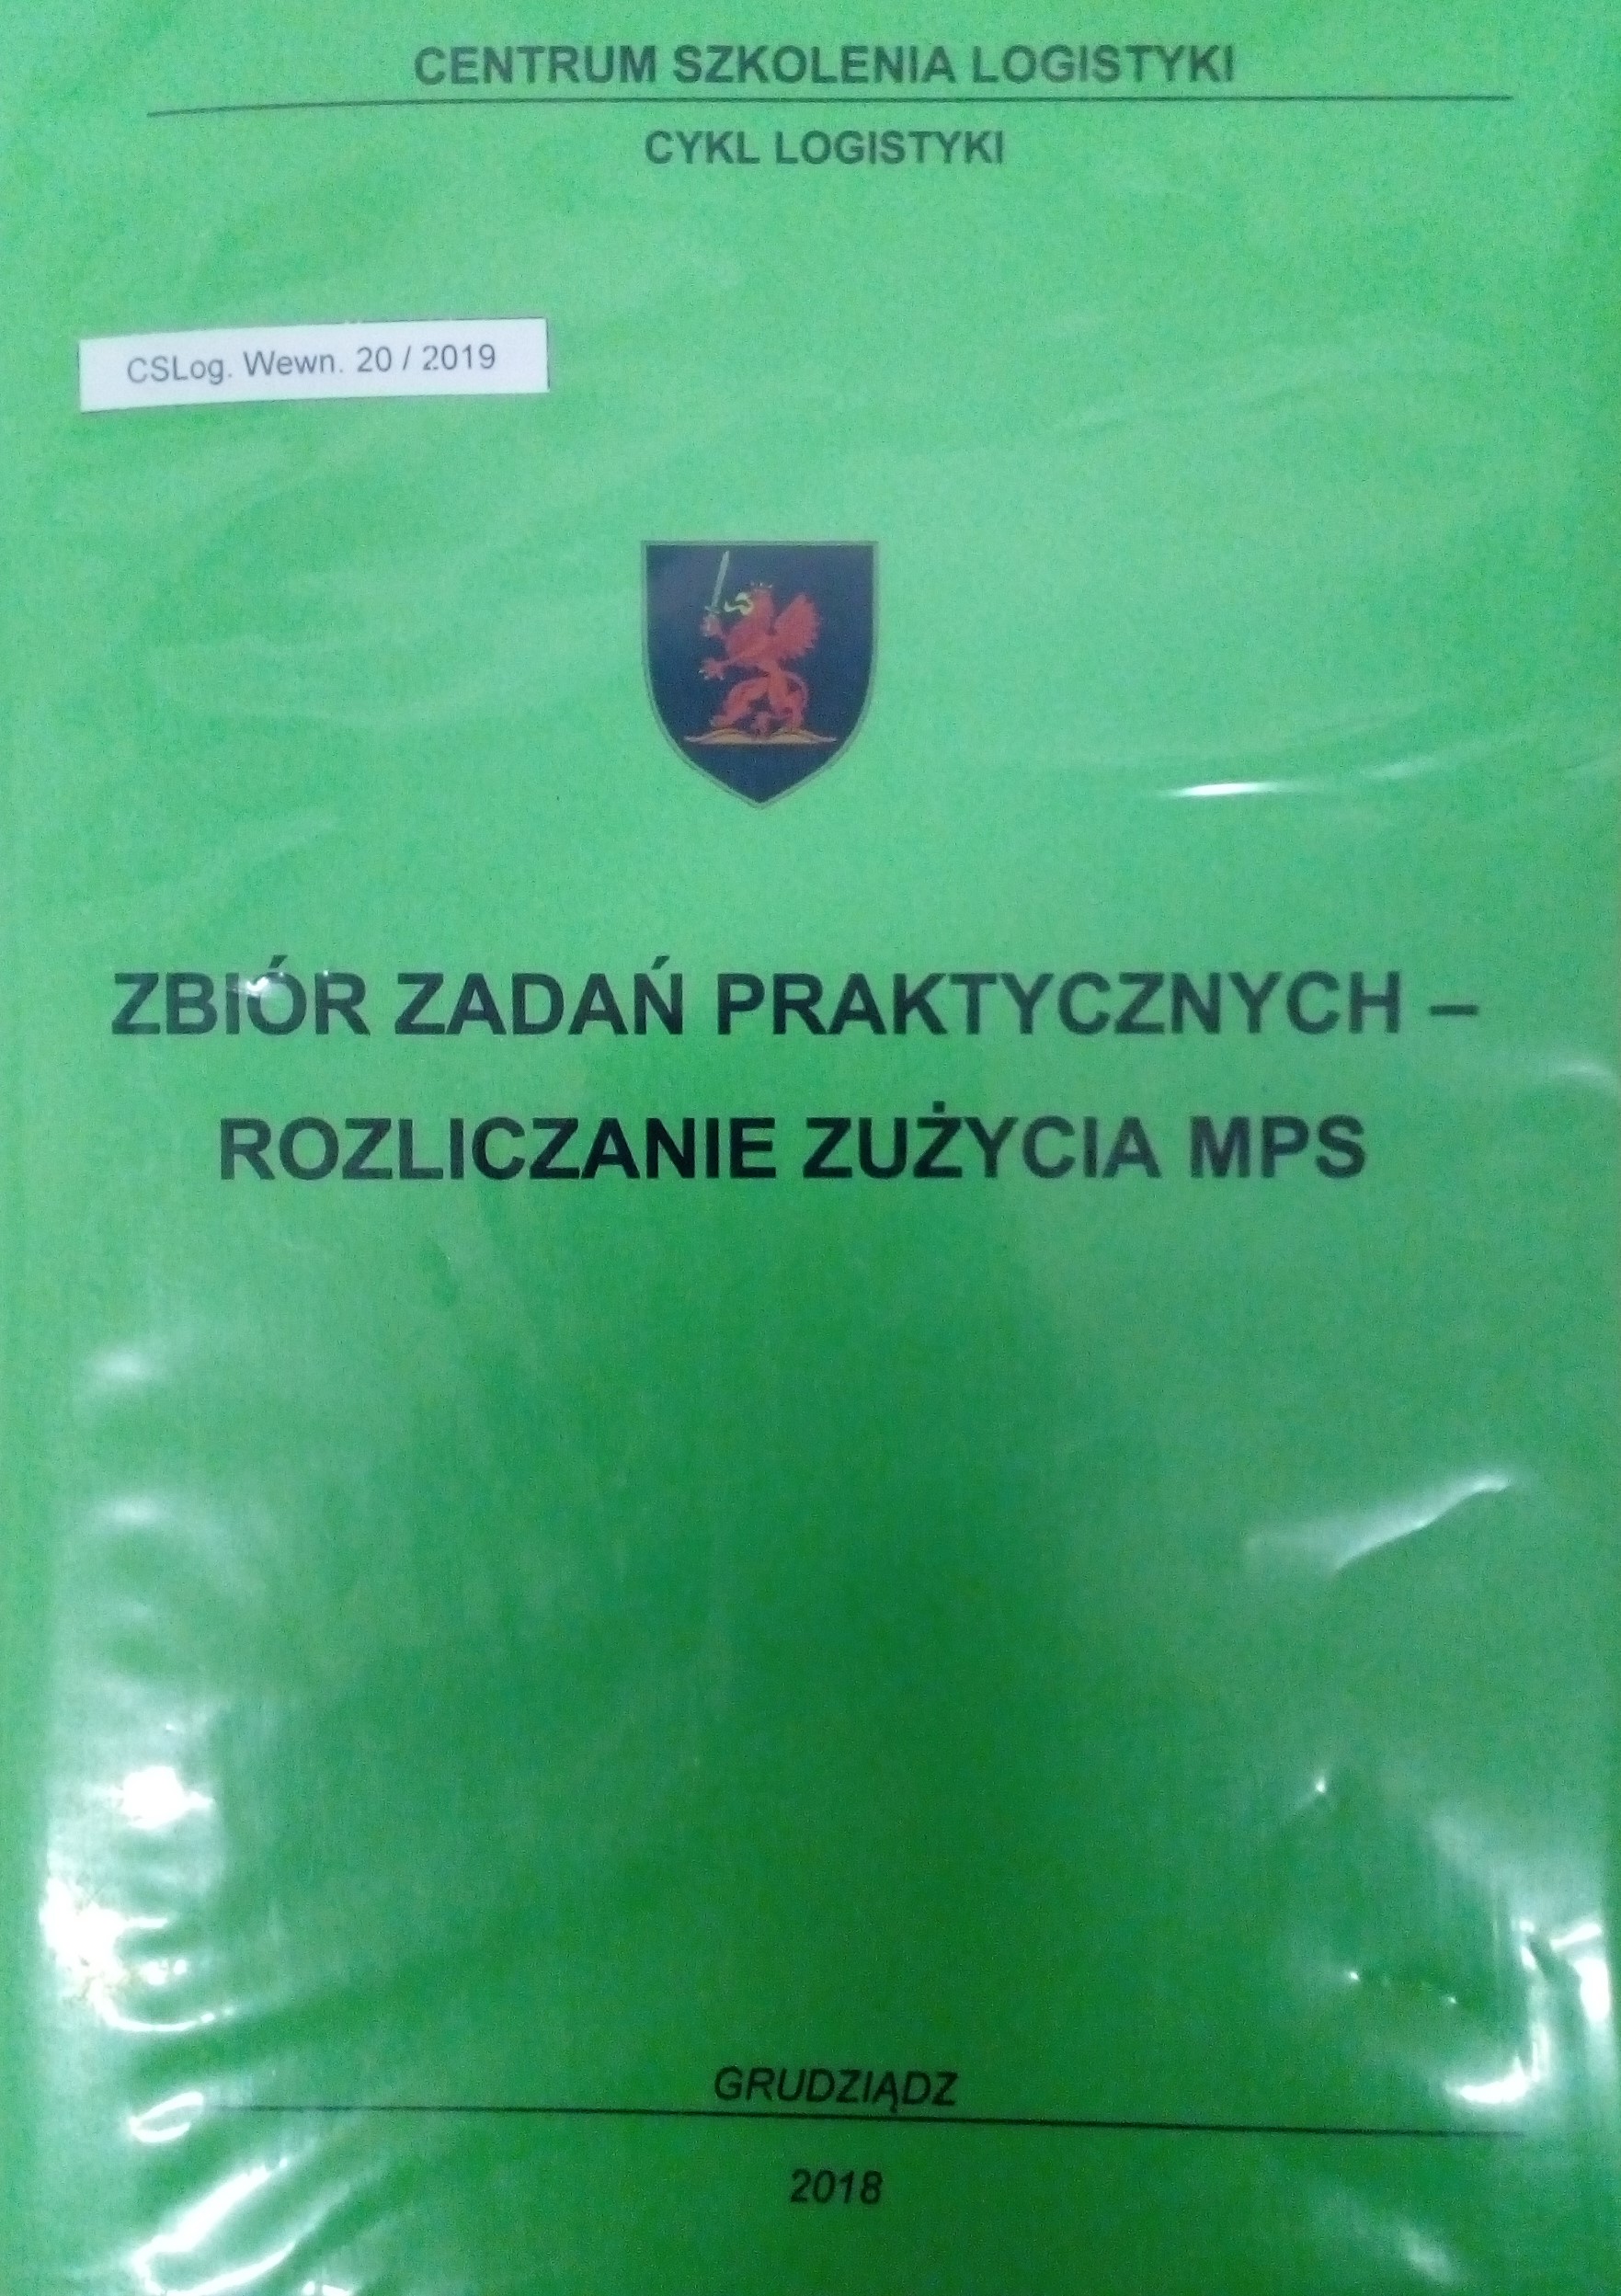 CENTRUM SZKOLENIA LOGISTYKI
CYKL LOGISTYKI
CSLog. Wewn. 20 / 2019
ZBIÓR ZADAŃ PRAKTYCZNYCH –
ROZLICZANIE ZUŻYCIA MPS
GRUDZIĄDZ
2018